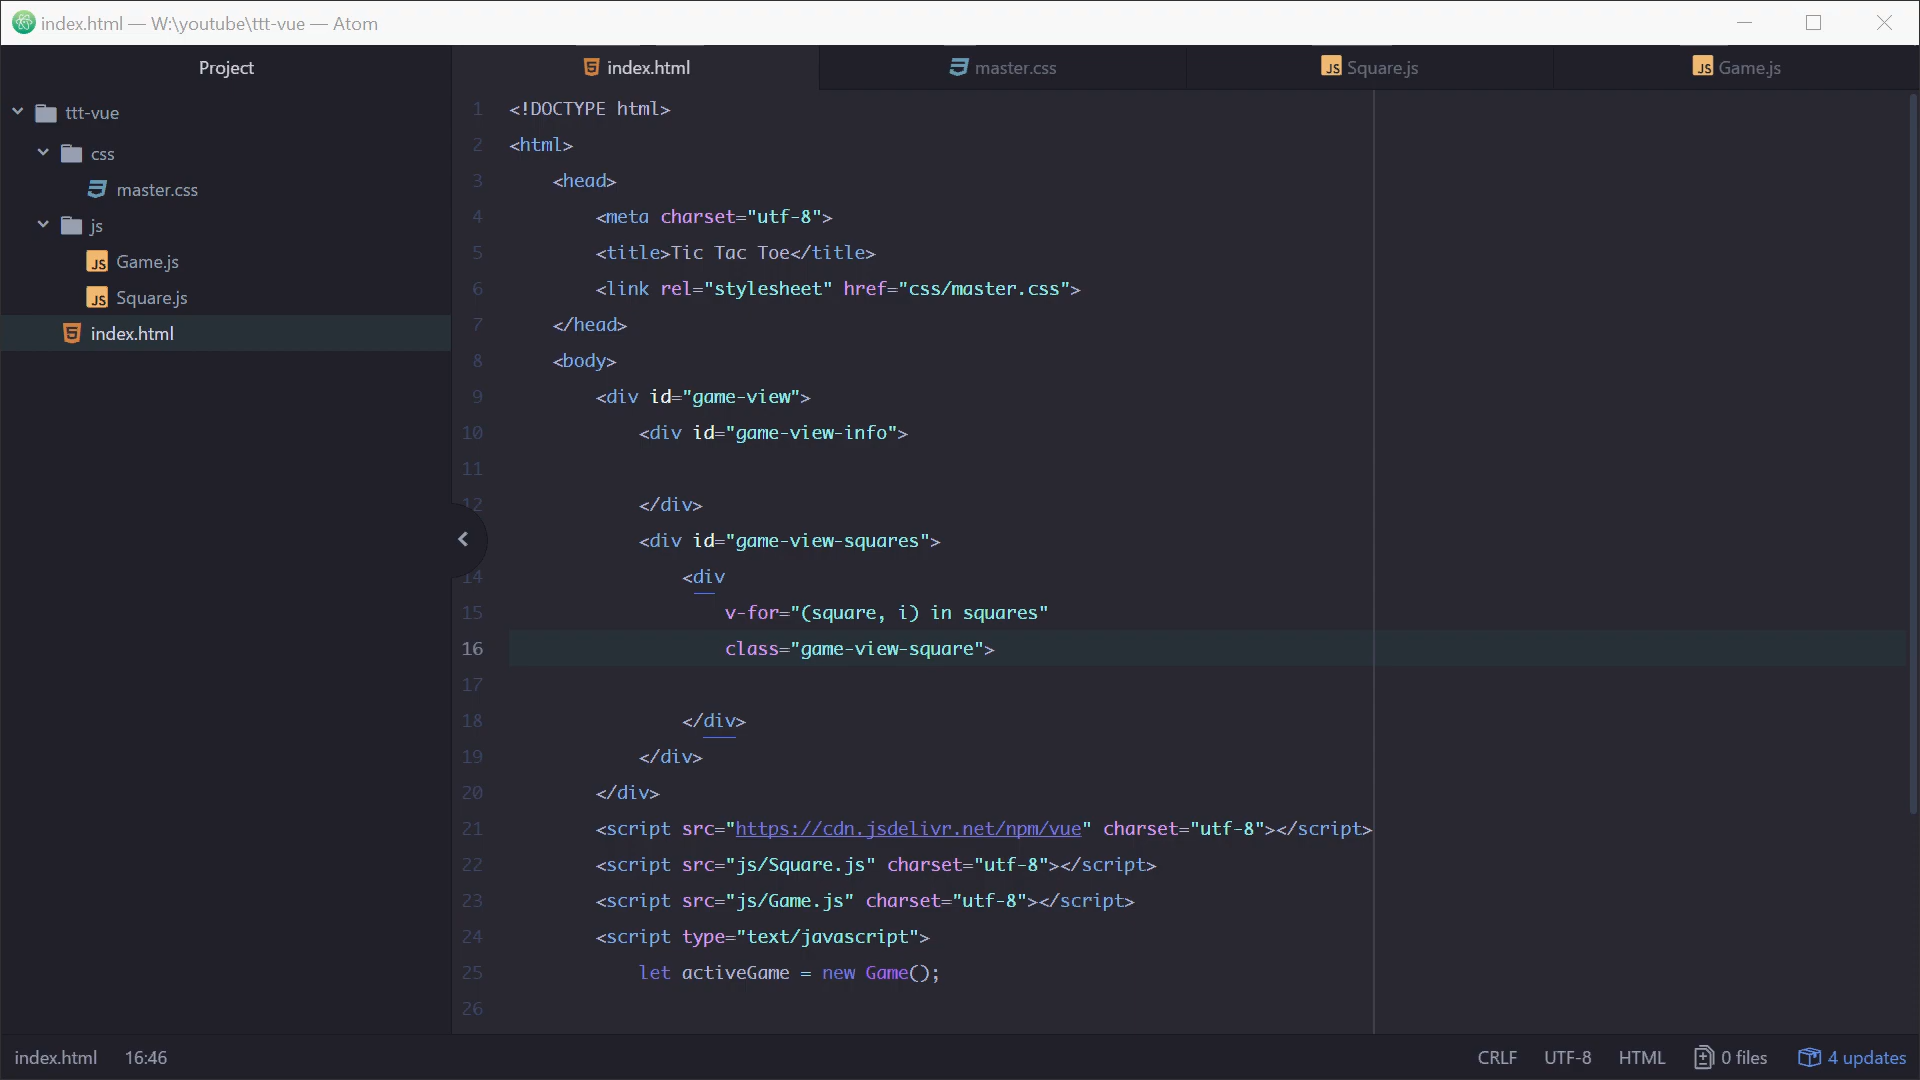 index.html — W:\youtube\ttt-vue — Atom
Project
index.html
master.css
Square.js
Game.js
ttt-vue
css
master.css
js
Game.js
Square.js
index.html
1 <!DOCTYPE html>
2 <html>
3 <head>
4 <meta charset="utf-8">
5 <title>Tic Tac Toe</title>
6 <link rel="stylesheet" href="css/master.css">
7 </head>
8 <body>
9 <div id="game-view">
10 <div id="game-view-info">
11
12 </div>
<div id="game-view-squares">
14 <div
15 v-for="(square, i) in squares"
16 class="game-view-square">
17
18 </div>
19 </div>
20 </div>
21 <script src="https://cdn.jsdelivr.net/npm/vue" charset="utf-8"></script>
22 <script src="js/Square.js" charset="utf-8"></script>
23 <script src="js/Game.js" charset="utf-8"></script>
24 <script type="text/javascript">
25 let activeGame = new Game();
26
index.html 16:46 CRLF UTF-8 HTML 0 files 4 updates